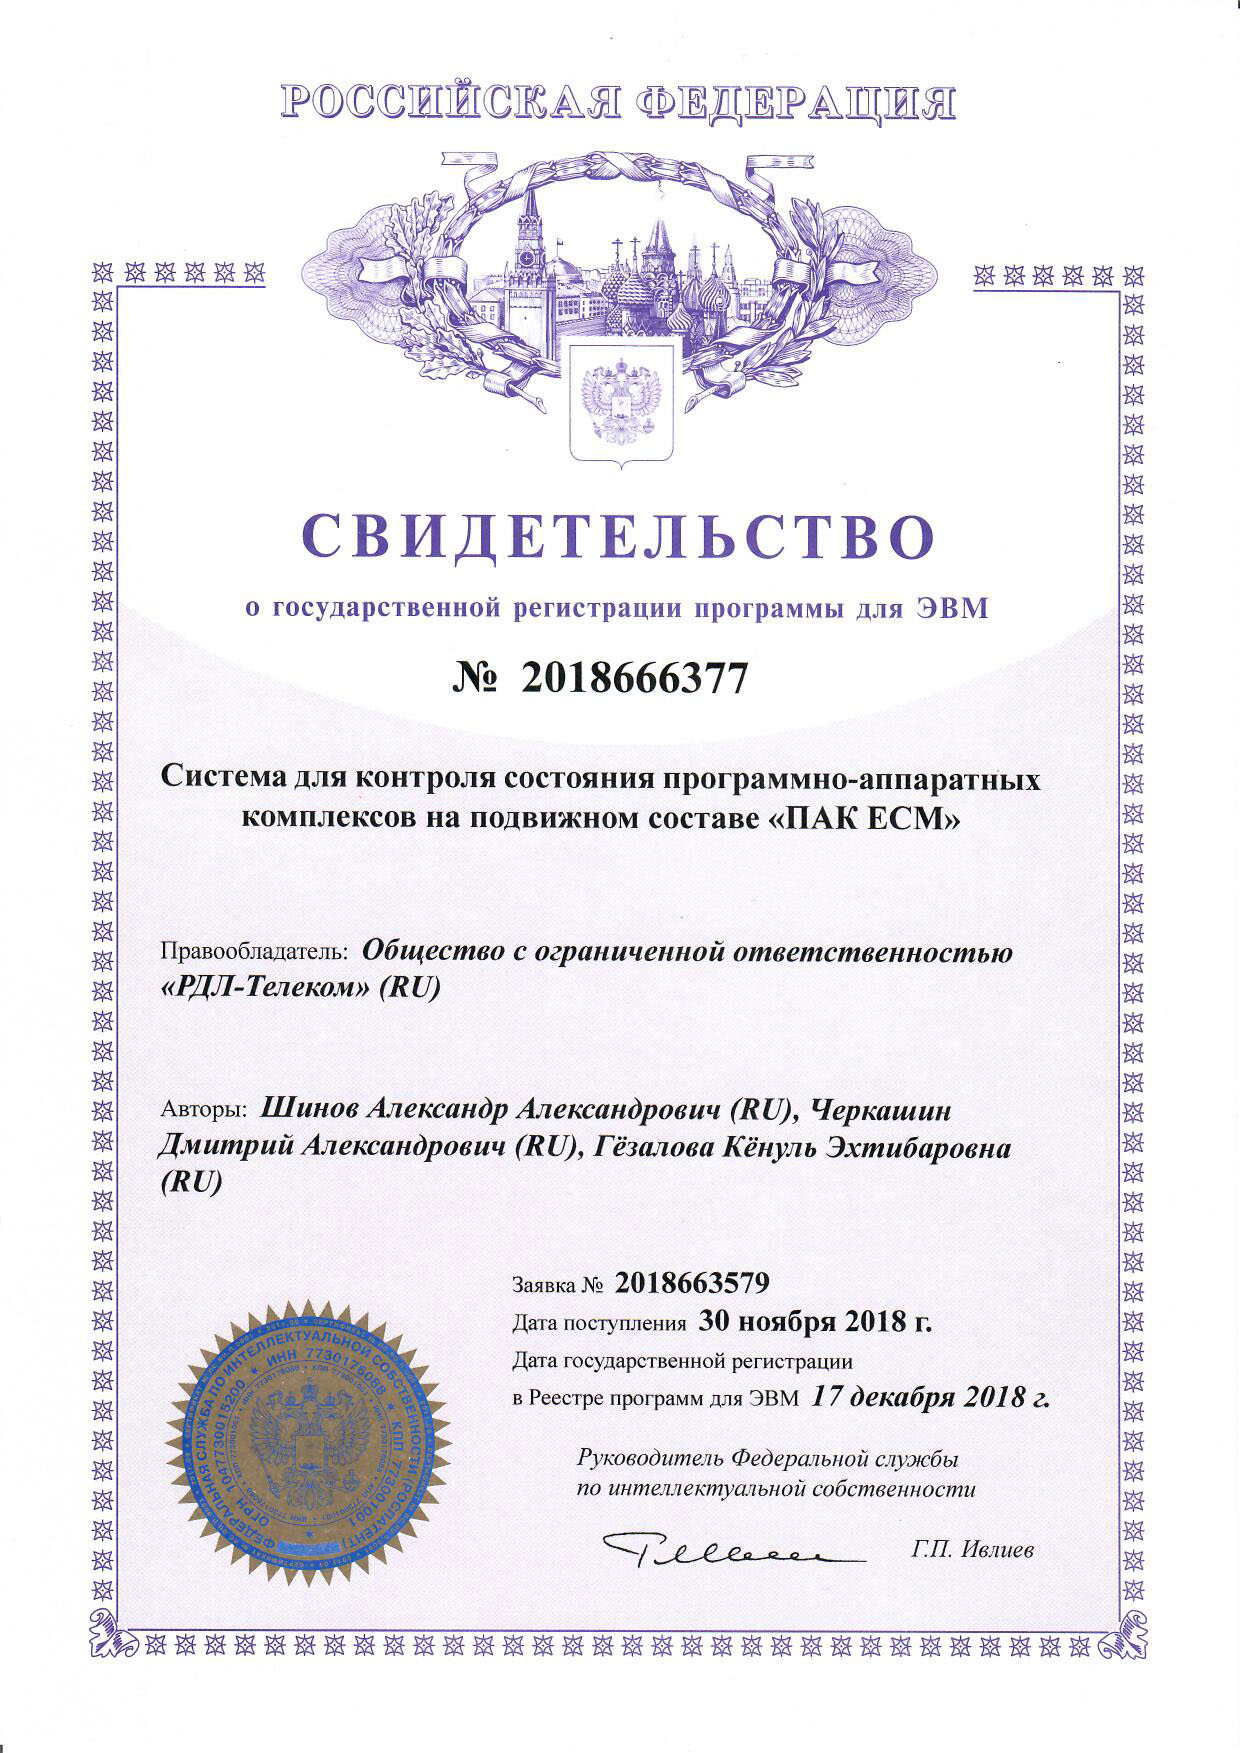 РОССИЙСКАЯ ФЕДЕРАЦИЯ
СВИДЕТЕЛЬСТВО
о государственной регистрации программы для ЭВМ
№ 2018666377
Система для контроля состояния программно-аппаратных
комплексов на подвижном составе «ПАК ЕСМ»
Правообладатель: Общество с ограниченной ответственностью
«РДЛ-Телеком» (RU)
Авторы: Шинов Александр Александрович (RU), Черкашин
Дмитрий Александрович (RU), Гёзалова Кёнуль Эхтибаровна
(RU)
Заявка № 2018663579
Дата поступления 30 ноября 2018 г.
Дата государственной регистрации
в Реестре программ для ЭВМ 17 декабря 2018 г.
Руководитель Федеральной службы
по интеллектуальной собственности
Г.П. Ивлиев
ФЕДЕРАЛЬНАЯ СЛУЖБА ПО ИНТЕЛЛЕКТУАЛЬНОЙ СОБСТВЕННОСТИ (РОСПАТЕНТ)
ОГРН 1047730015200 * ИНН 7730176088 * КПП 773001001 *